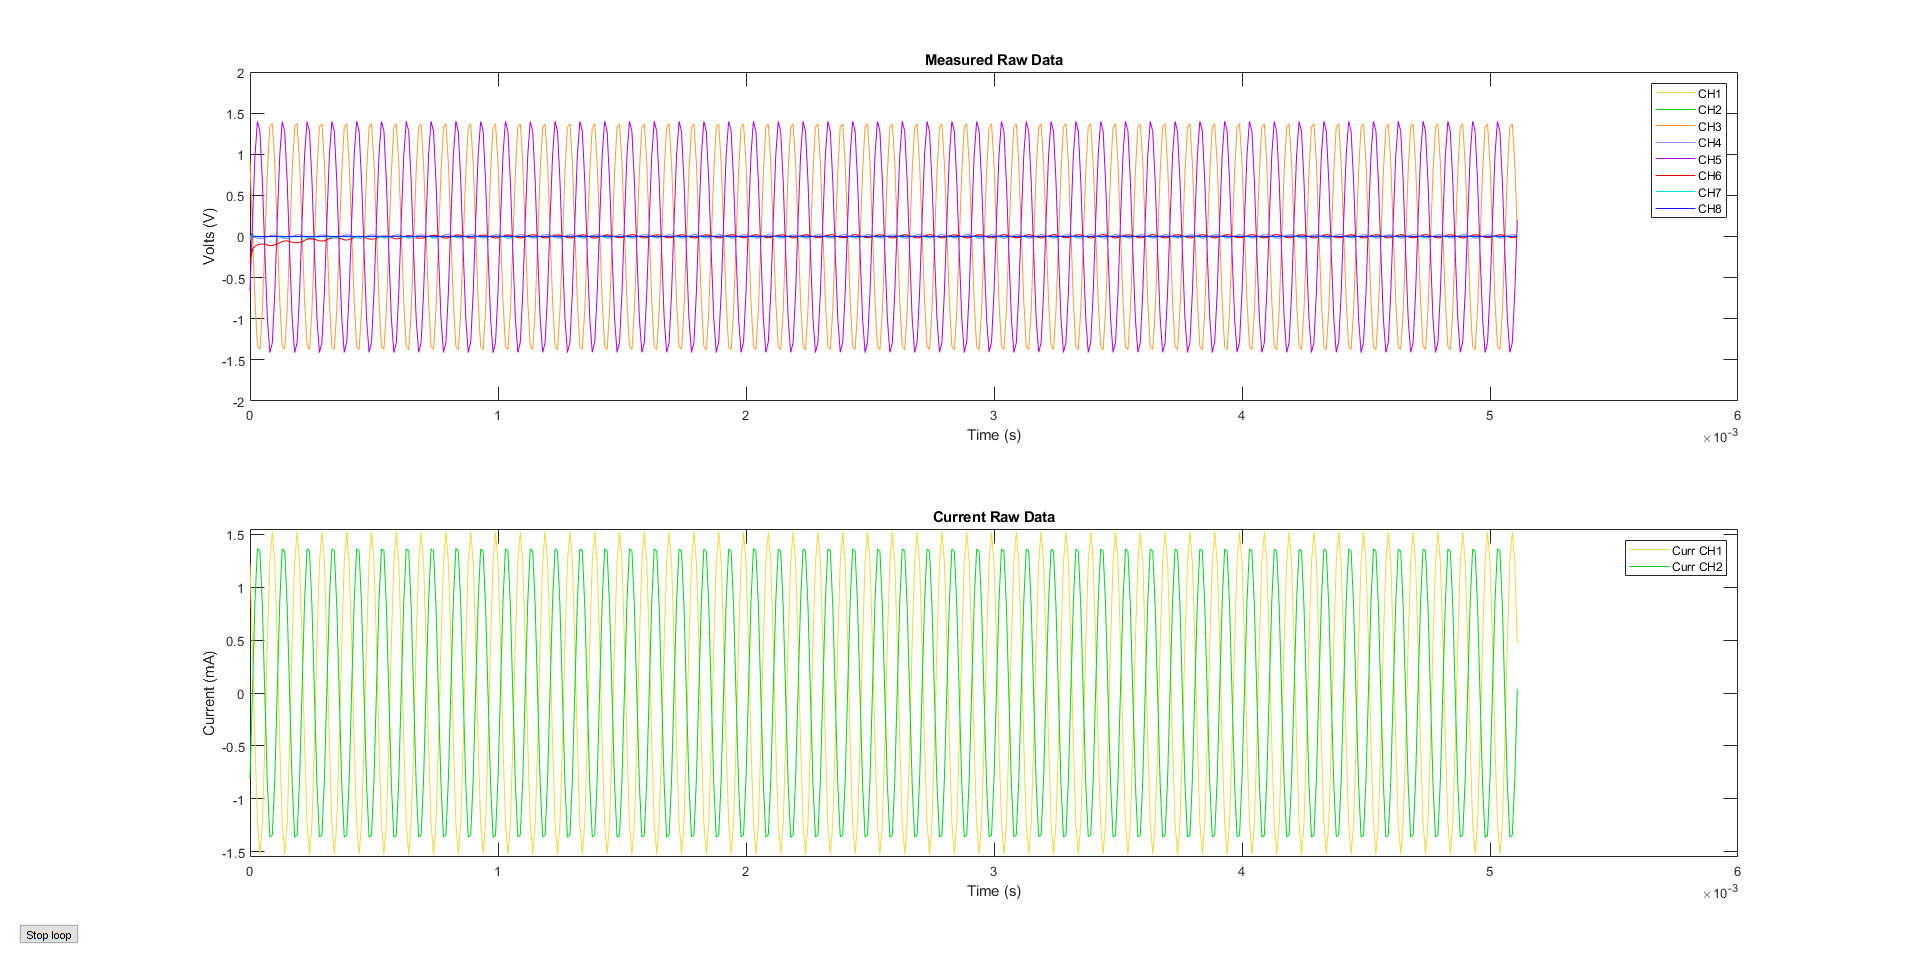 Measured Raw Data
2
1.5
1
0.5
0
-0.5
-1
-1.5
-2
Volts (V)
0 1 2 3 4 5 6
Time (s)
×10-3
CH1
CH2
CH3
CH4
CH5
CH6
CH7
CH8
Current Raw Data
1.5
1
0.5
0
-0.5
-1
-1.5
Current (mA)
0 1 2 3 4 5 6
Time (s)
×10-3
Curr CH1
Curr CH2
Stop loop